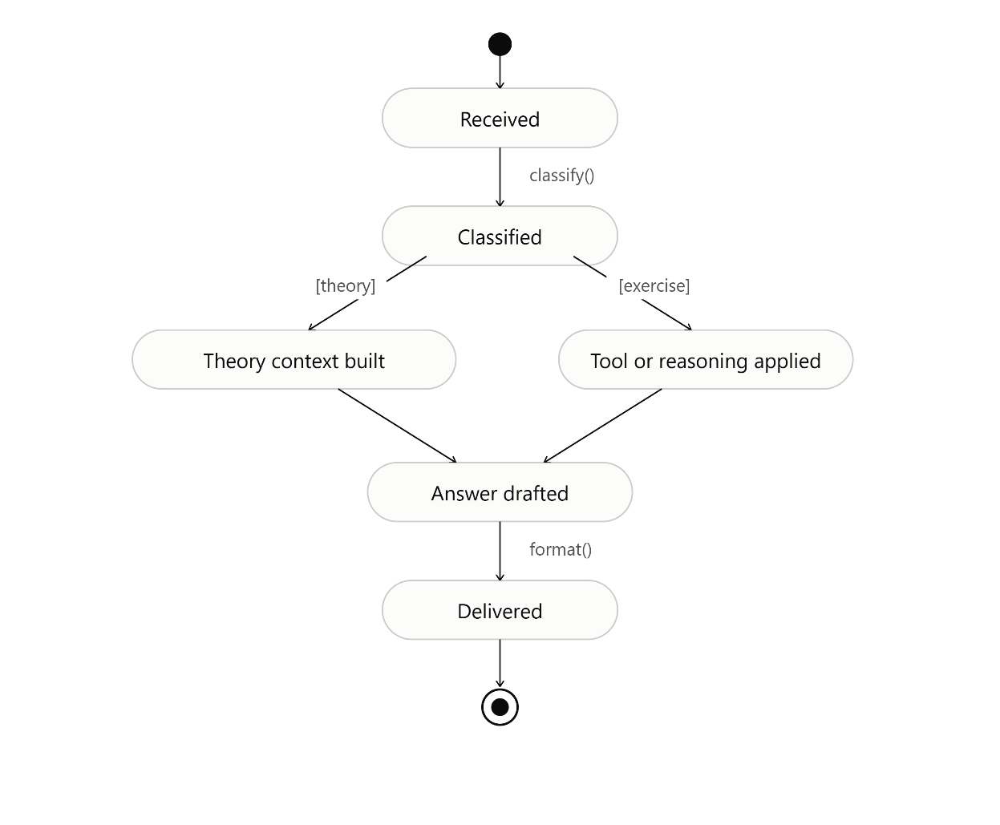 Received
classify()
Classified
[theory]
[exercise]
Theory context built
Tool or reasoning applied
Answer drafted
format()
Delivered